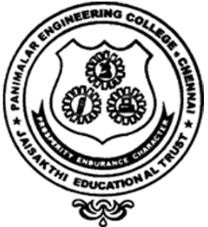 PANIMALAR ENGINEERING COLLEGE • CHENNAI
JAISAKTHI EDUCATIONAL TRUST
PROSPERITY ENDURANCE CHARACTER